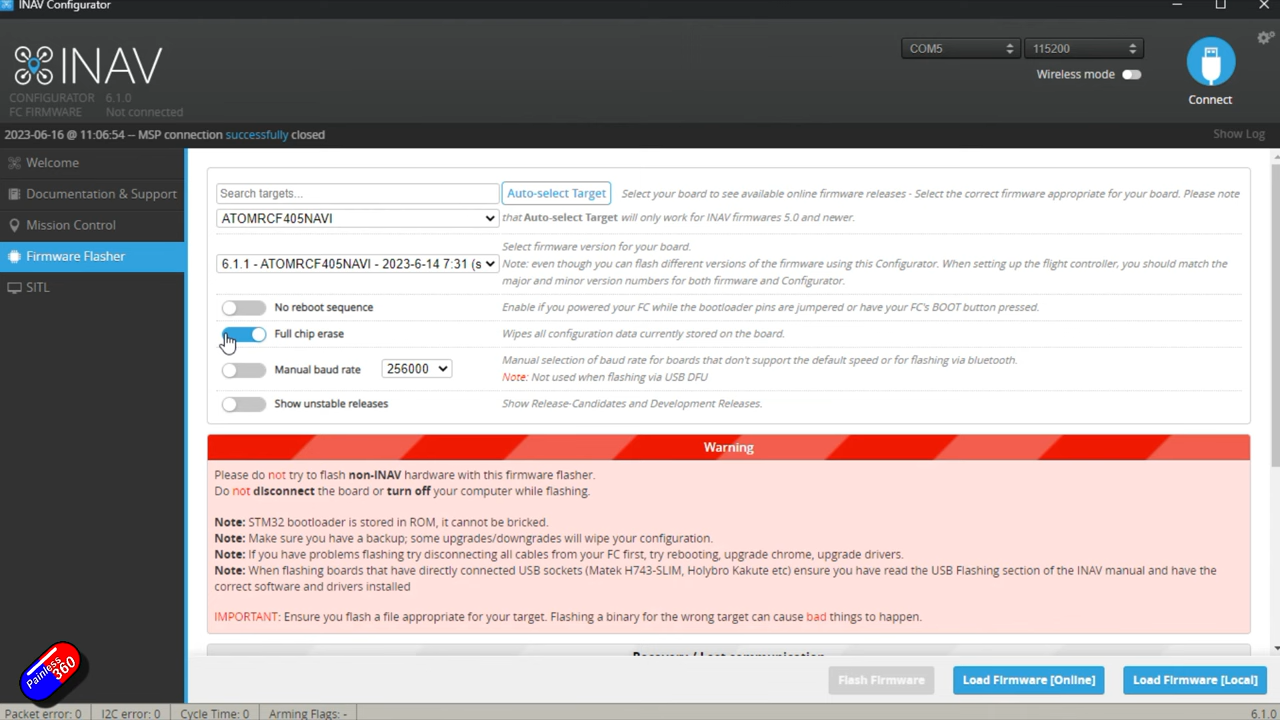 INAV Configurator
INAV
CONFIGURATOR 6.1.0
FC FIRMWARE Not connected
COM5
115200
Wireless mode
Connect
2023-06-16 @ 11:06:54 -- MSP connection successfully closed
Show Log
Welcome
Documentation & Support
Mission Control
Firmware Flasher
SITL
Search targets...
Auto-select Target
Select your board to see available online firmware releases - Select the correct firmware appropriate for your board. Please note
ATOMRCF405NAVI
that Auto-select Target will only work for INAV firmwares 5.0 and newer.
Select firmware version for your board.
6.1.1 - ATOMRCF405NAVI - 2023-6-14 7:31 (s
Note: even though you can flash different versions of the firmware using this Configurator. When setting up the flight controller, you should match the
major and minor version numbers for both firmware and Configurator.
No reboot sequence
Enable if you powered your FC while the bootloader pins are jumpered or have your FC's BOOT button pressed.
Full chip erase
Wipes all configuration data currently stored on the board.
Manual baud rate
256000
Manual selection of baud rate for boards that don't support the default speed or for flashing via bluetooth.
Note: Not used when flashing via USB DFU
Show unstable releases
Show Release-Candidates and Development Releases.
Warning
Please do not try to flash non-INAV hardware with this firmware flasher.
Do not disconnect the board or turn off your computer while flashing.
Note: STM32 bootloader is stored in ROM, it cannot be bricked.
Note: Make sure you have a backup; some upgrades/downgrades will wipe your configuration.
Note: If you have problems flashing try disconnecting all cables from your FC first, try rebooting, upgrade chrome, upgrade drivers.
Note: When flashing boards that have directly connected USB sockets (Matek H743-SLIM, Holybro Kakute etc) ensure you have read the USB Flashing section of the INAV manual and have the
correct software and drivers installed
IMPORTANT: Ensure you flash a file appropriate for your target. Flashing a binary for the wrong target can cause bad things to happen.
Recovery / Lost communication
Painless360
Flash Firmware
Load Firmware [Online]
Load Firmware [Local]
Packet error: 0
I2C error: 0
Cycle Time: 0
Arming Flags: -
6.1.0